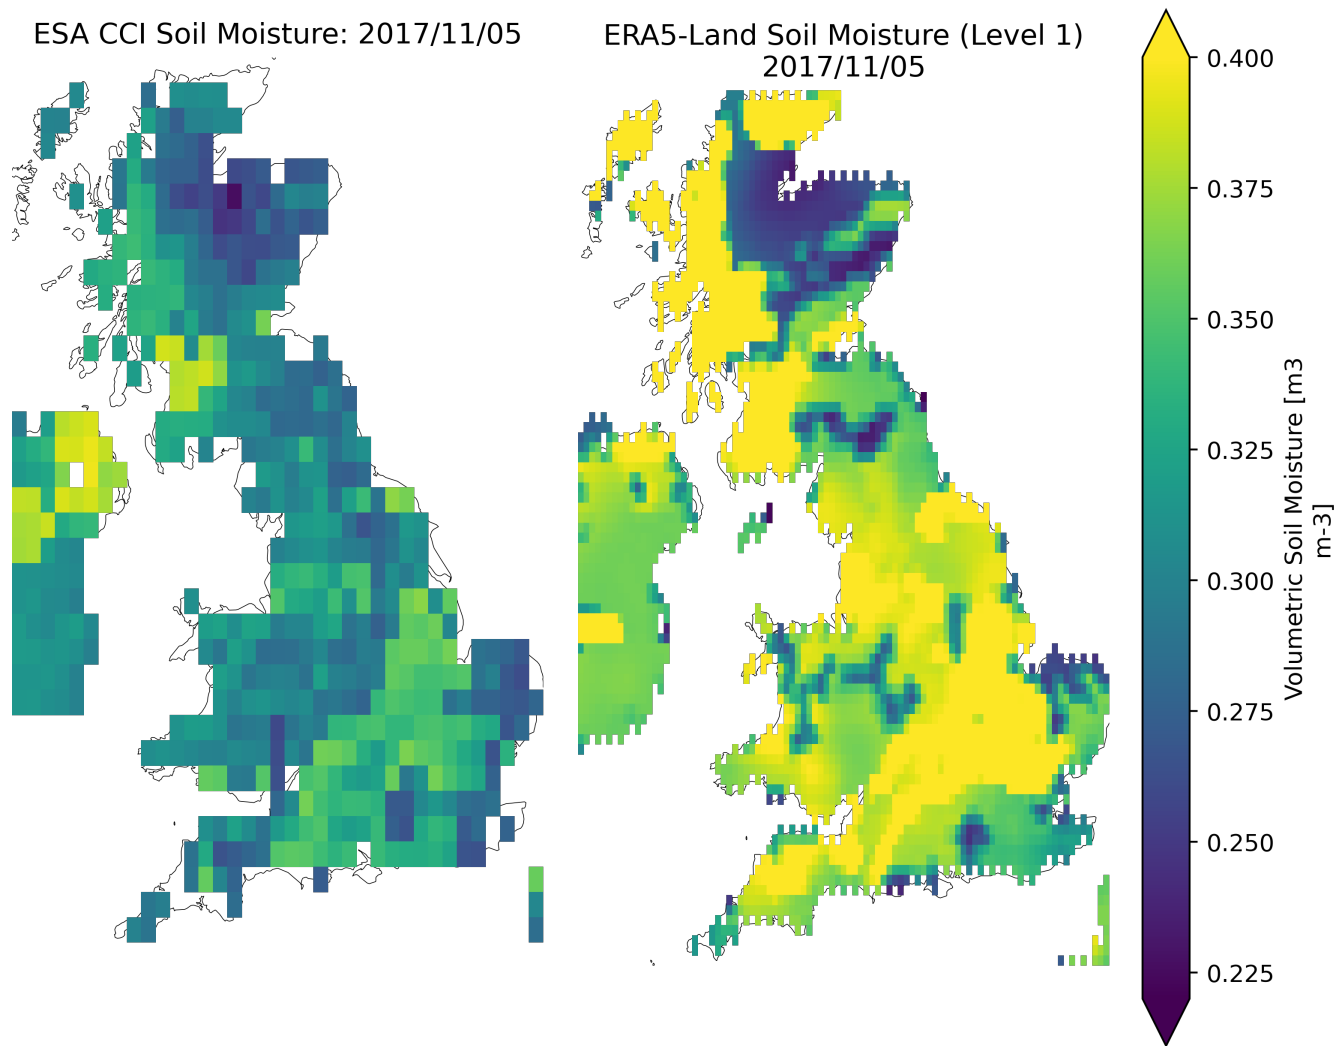 ESA CCI Soil Moisture: 2017/11/05
ERA5-Land Soil Moisture (Level 1)
2017/11/05
0.400
0.375
0.350
0.325
0.300
0.275
0.250
0.225
Volumetric Soil Moisture [m3
m-3]